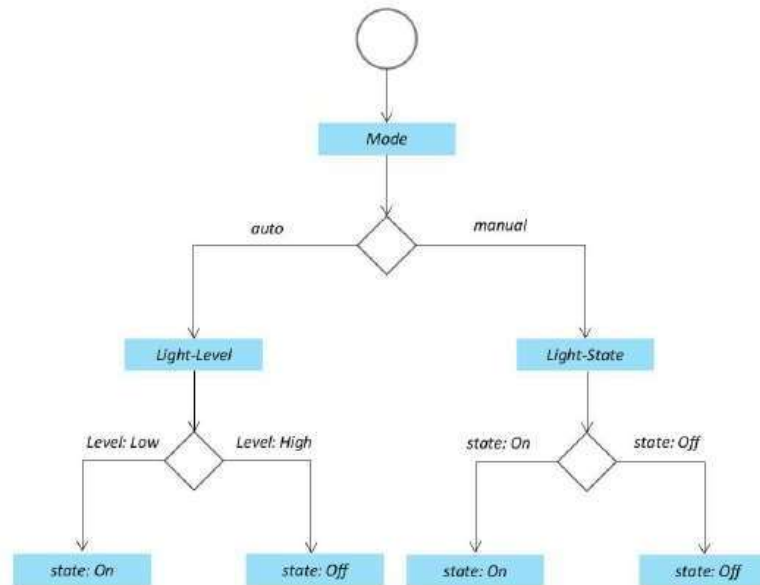 Mode
auto
manual
Light-Level
Light-State
Level: Low
Level: High
state: On
state: Off
state: On
state: Off
state: On
state: Off